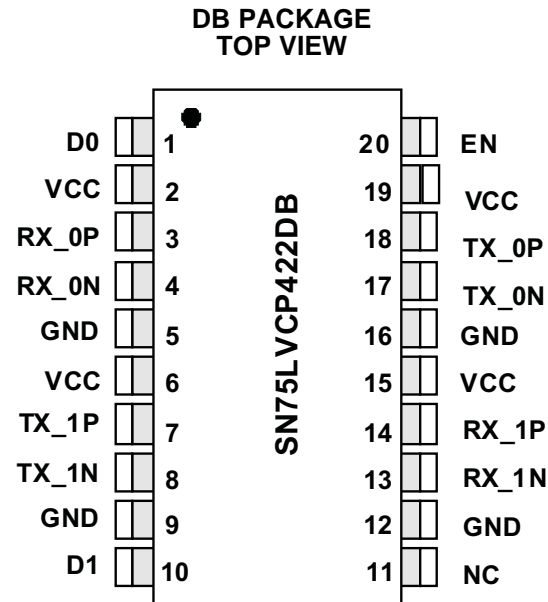 DB PACKAGE
TOP VIEW
D0 1 20 EN
VCC 2 19 VCC
RX_0P 3 18 TX_0P
RX_0N 4 17 TX_0N
GND 5 16 GND
VCC 6 15 VCC
TX_1P 7 14 RX_1P
TX_1N 8 13 RX_1N
GND 9 12 GND
D1 10 11 NC
SN75LVCP422DB